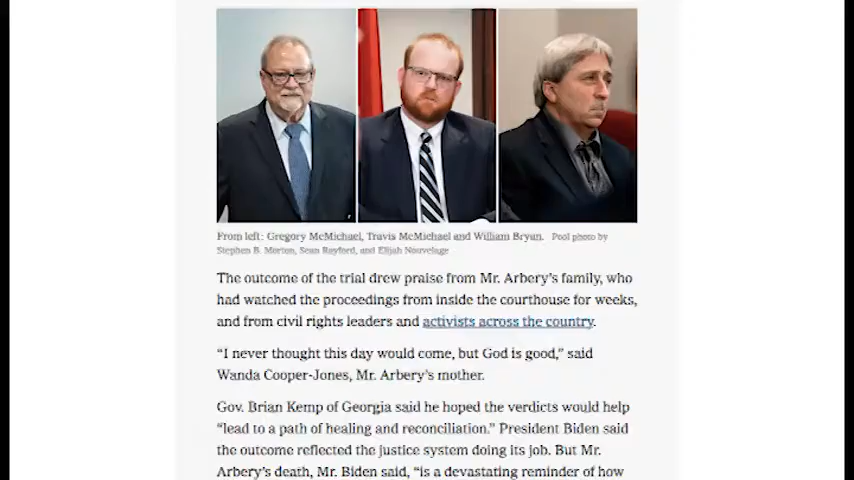 From left: Gregory McMichael, Travis McMichael and William Bryan. Pool photo by
Stephen B. Morton, Sean Rayford, and Elijah Nouvelage
The outcome of the trial drew praise from Mr. Arbery’s family, who
had watched the proceedings from inside the courthouse for weeks,
and from civil rights leaders and activists across the country.
“I never thought this day would come, but God is good,” said
Wanda Cooper-Jones, Mr. Arbery’s mother.
Gov. Brian Kemp of Georgia said he hoped the verdicts would help
“lead to a path of healing and reconciliation.” President Biden said
the outcome reflected the justice system doing its job. But Mr.
Arbery’s death, Mr. Biden said, “is a devastating reminder of how